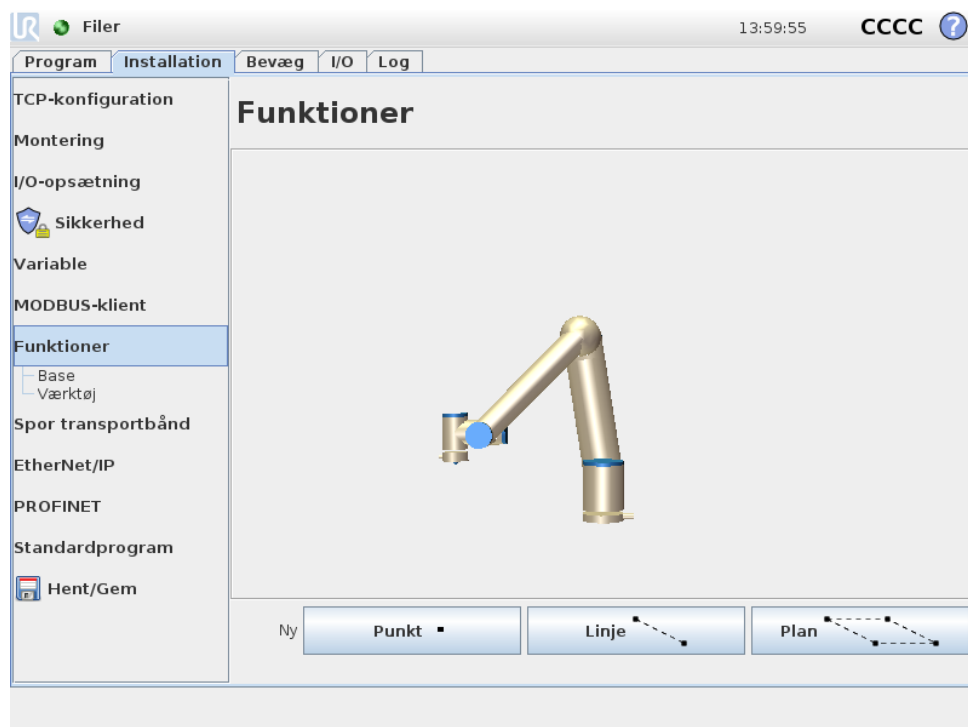 UR Filer 13:59:55 CCCC ?
Program Installation Bevæg I/O Log
TCP-konfiguration
Funktioner
Montering
I/O-opsætning
Sikkerhed
Variable
MODBUS-klient
Funktioner
Base
Værktøj
Spor transportbånd
EtherNet/IP
PROFINET
Standardprogram
Hent/Gem
Ny Punkt Linje Plan